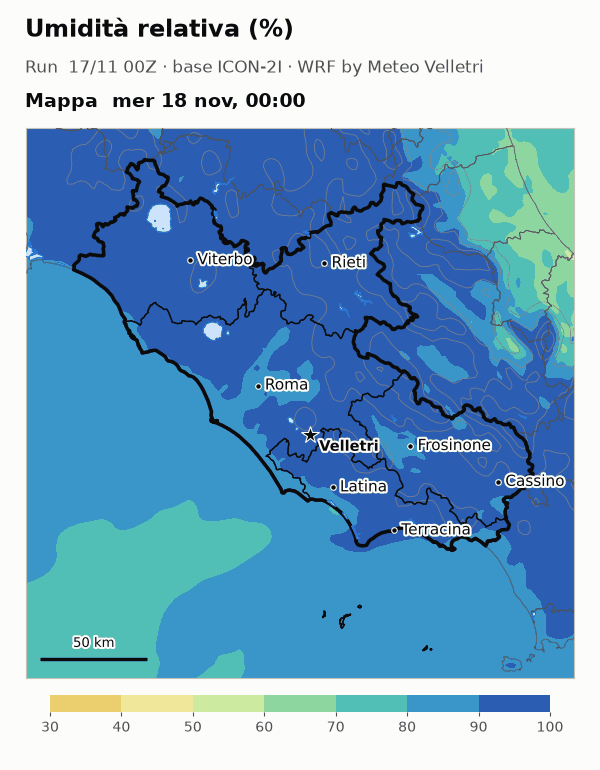 Umidità relativa (%)
Run  17/11 00Z · base ICON-2I · WRF by Meteo Velletri
Mappa  mer 18 nov, 00:00
Viterbo
Rieti
Roma
Velletri
Frosinone
Latina
Cassino
Terracina
50 km
30 40 50 60 70 80 90 100